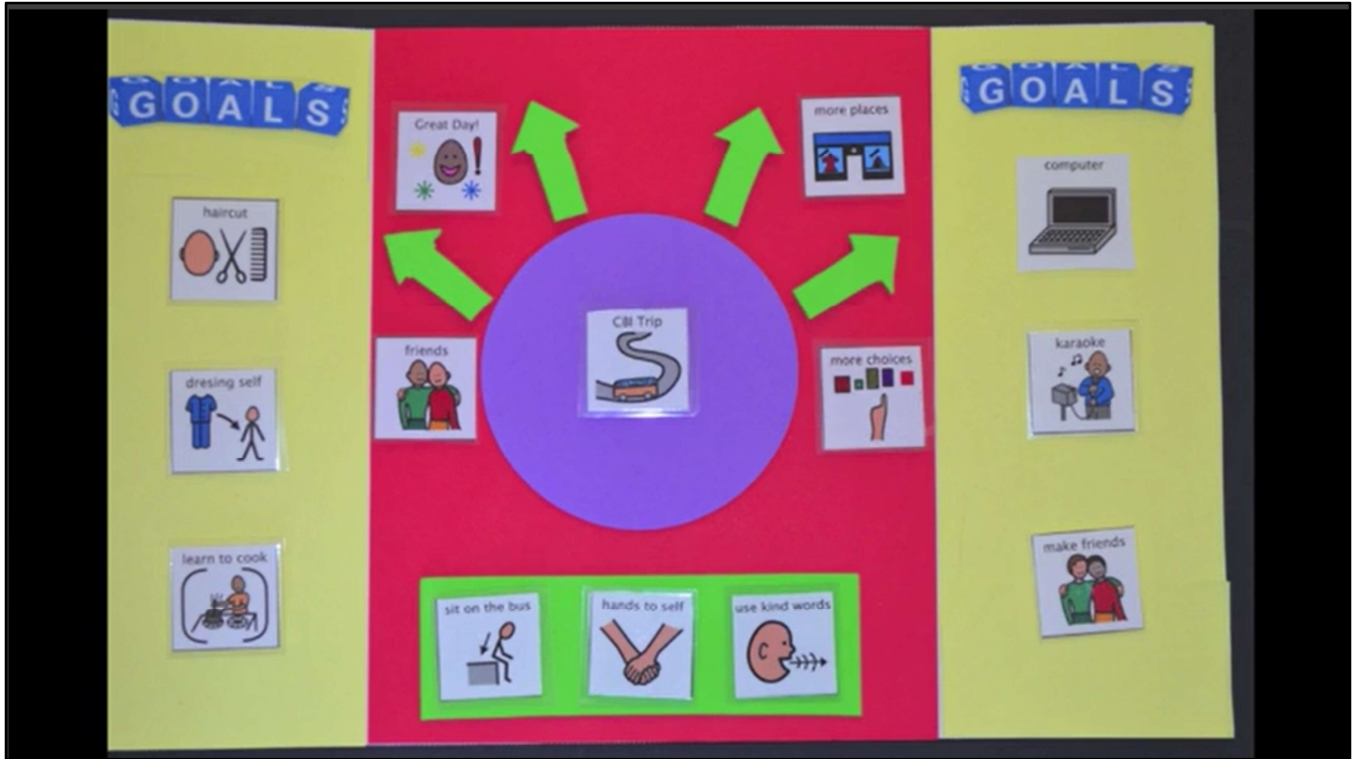 GOALS
haircut
dresing self
learn to cook
Great Day!
more places
friends
CBI Trip
more choices
sit on the bus
hands to self
use kind words
GOALS
computer
karaoke
make friends